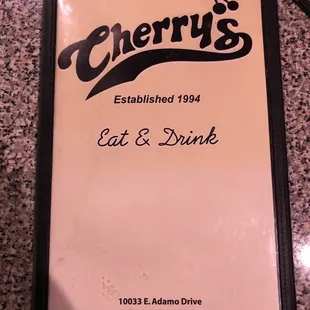 Cherry's
Established 1994
Eat & Drink
10033 E. Adamo Drive